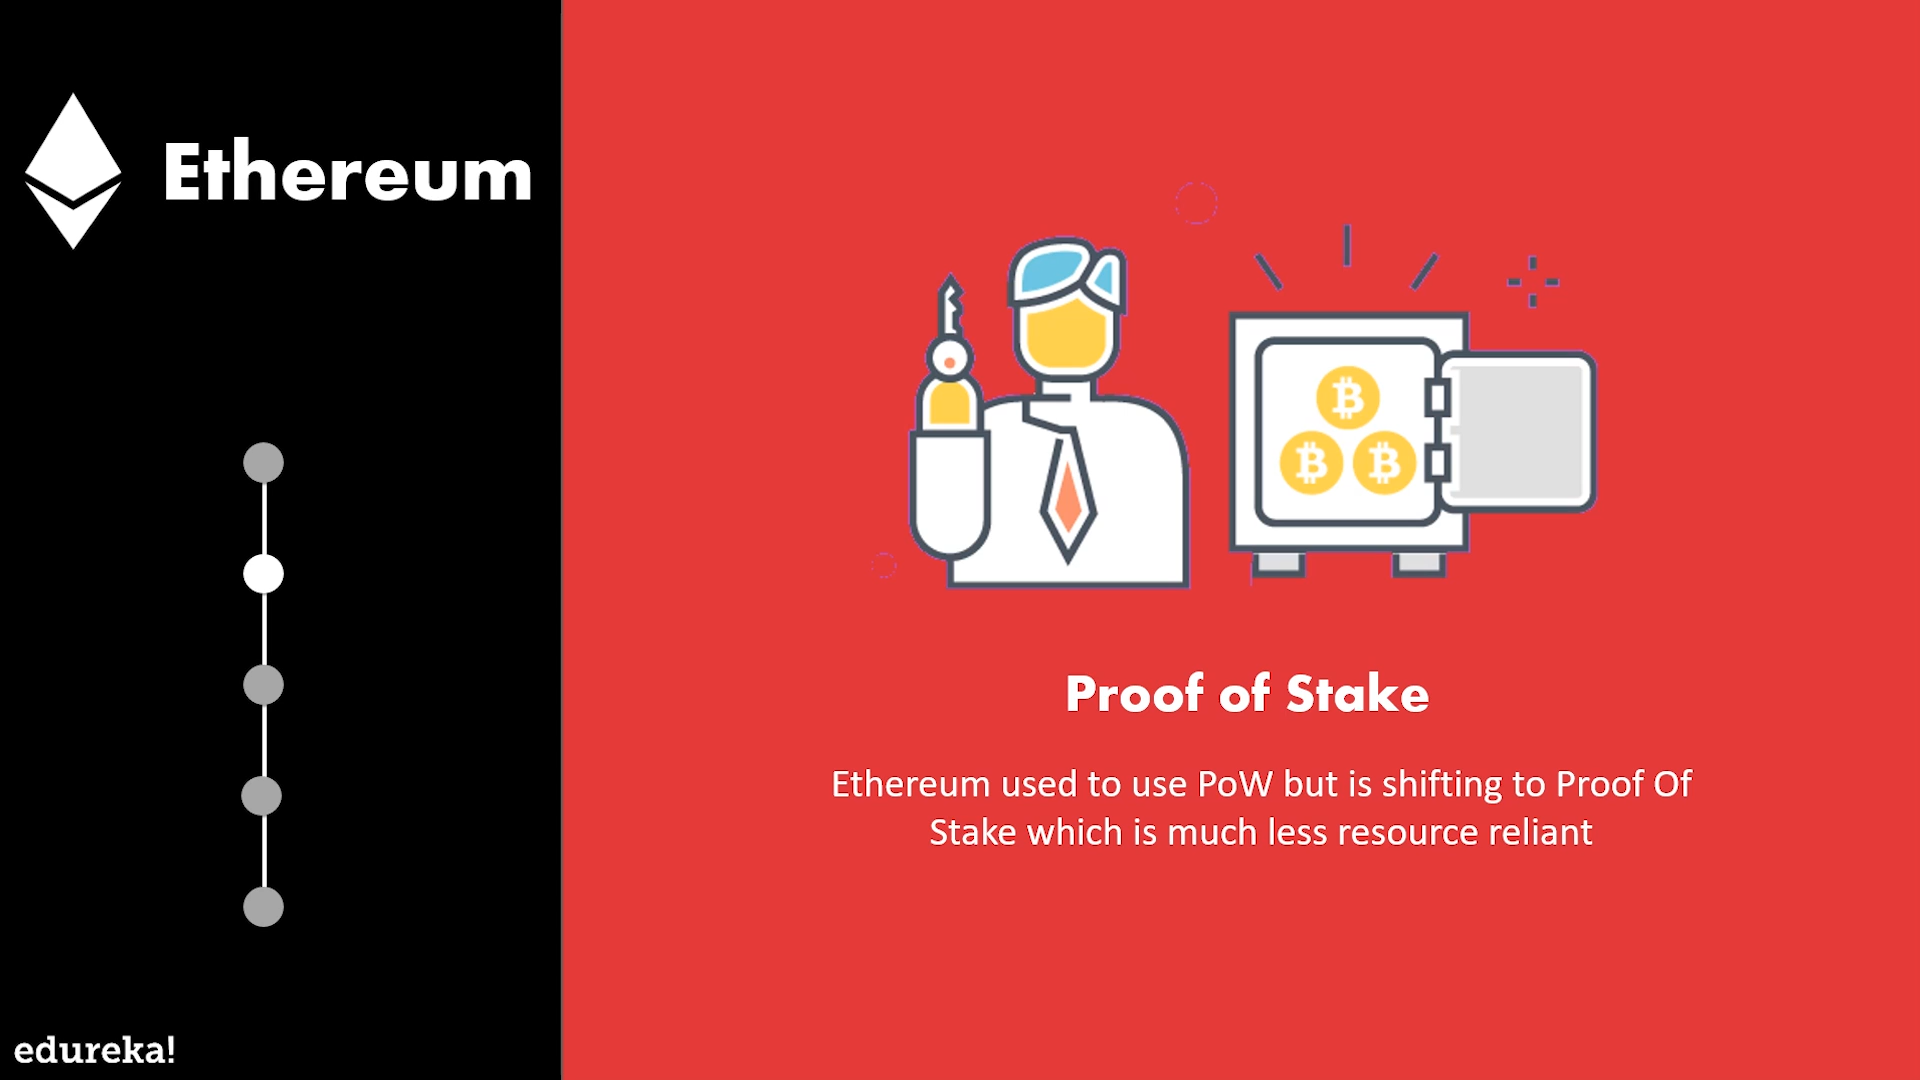 Ethereum
Proof of Stake
Ethereum used to use PoW but is shifting to Proof Of
Stake which is much less resource reliant
edureka!